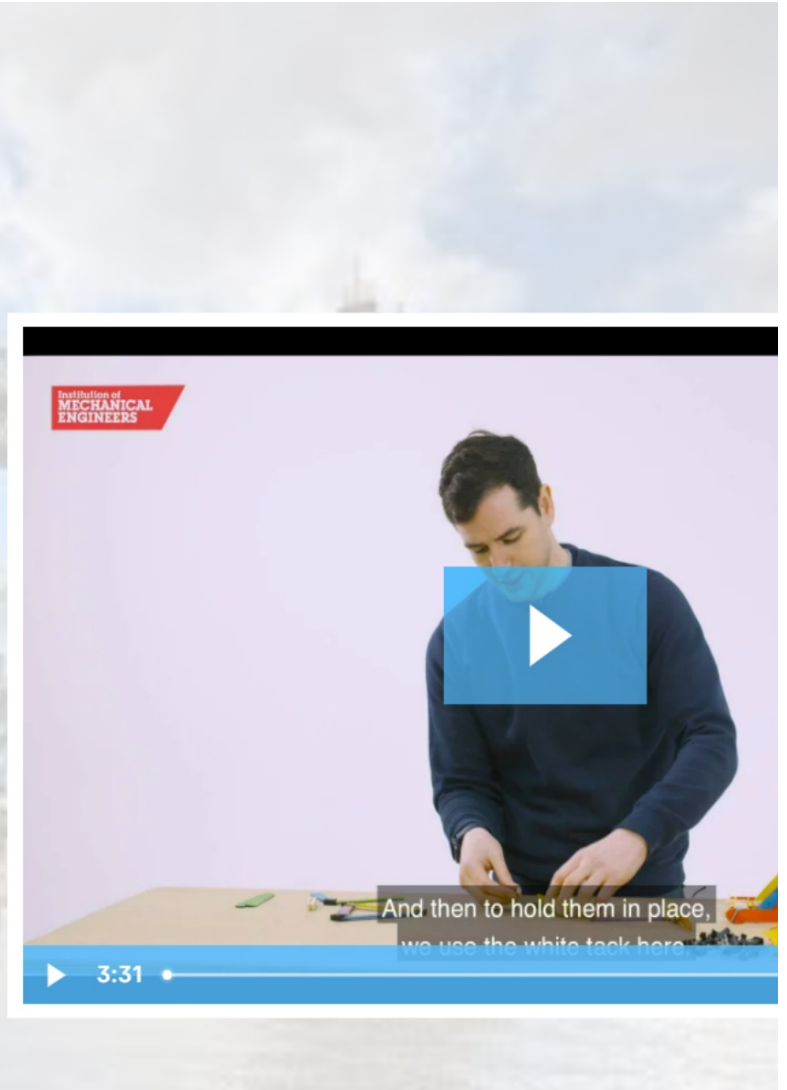 Institution of
MECHANICAL
ENGINEERS
And then to hold them in place,
we use the white tack here.
3:31